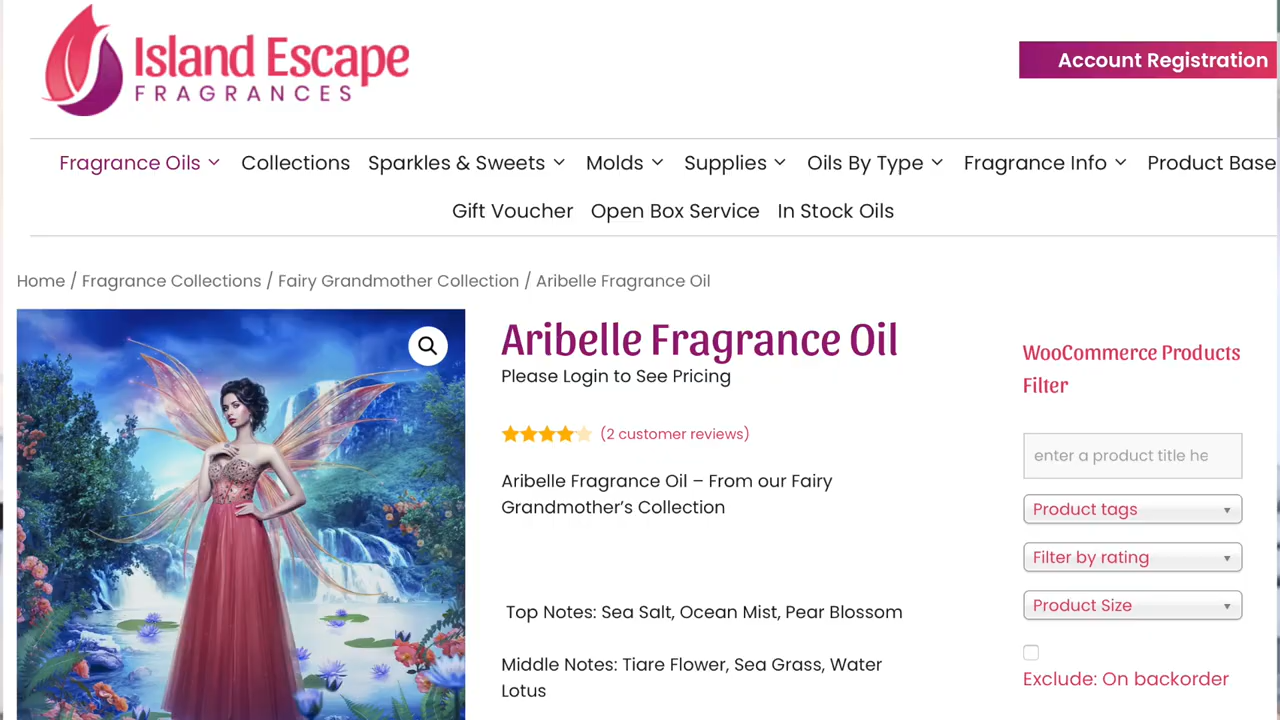 Island Escape
FRAGRANCES
Account Registration
Fragrance Oils Collections Sparkles & Sweets Molds Supplies Oils By Type Fragrance Info Product Base
Gift Voucher Open Box Service In Stock Oils
Home / Fragrance Collections / Fairy Grandmother Collection / Aribelle Fragrance Oil
Aribelle Fragrance Oil
Please Login to See Pricing
(2 customer reviews)
Aribelle Fragrance Oil – From our Fairy
Grandmother’s Collection
Top Notes: Sea Salt, Ocean Mist, Pear Blossom
Middle Notes: Tiare Flower, Sea Grass, Water
Lotus
WooCommerce Products
Filter
enter a product title he
Product tags
Filter by rating
Product Size
Exclude: On backorder